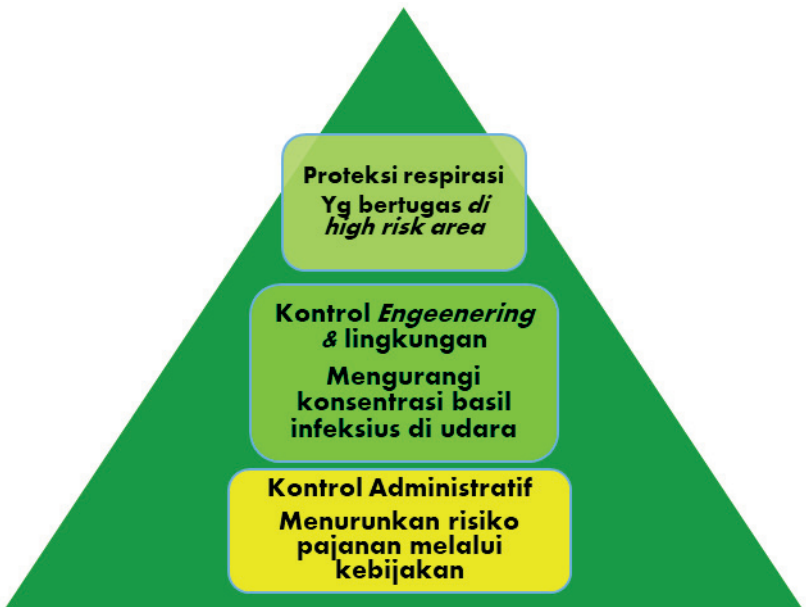 Proteksi respirasi
Yg bertugas di
high risk area
Kontrol Engeenering
& lingkungan
Mengurangi
konsentrasi basil
infeksius di udara
Kontrol Administratif
Menurunkan risiko
pajanan melalui
kebijakan